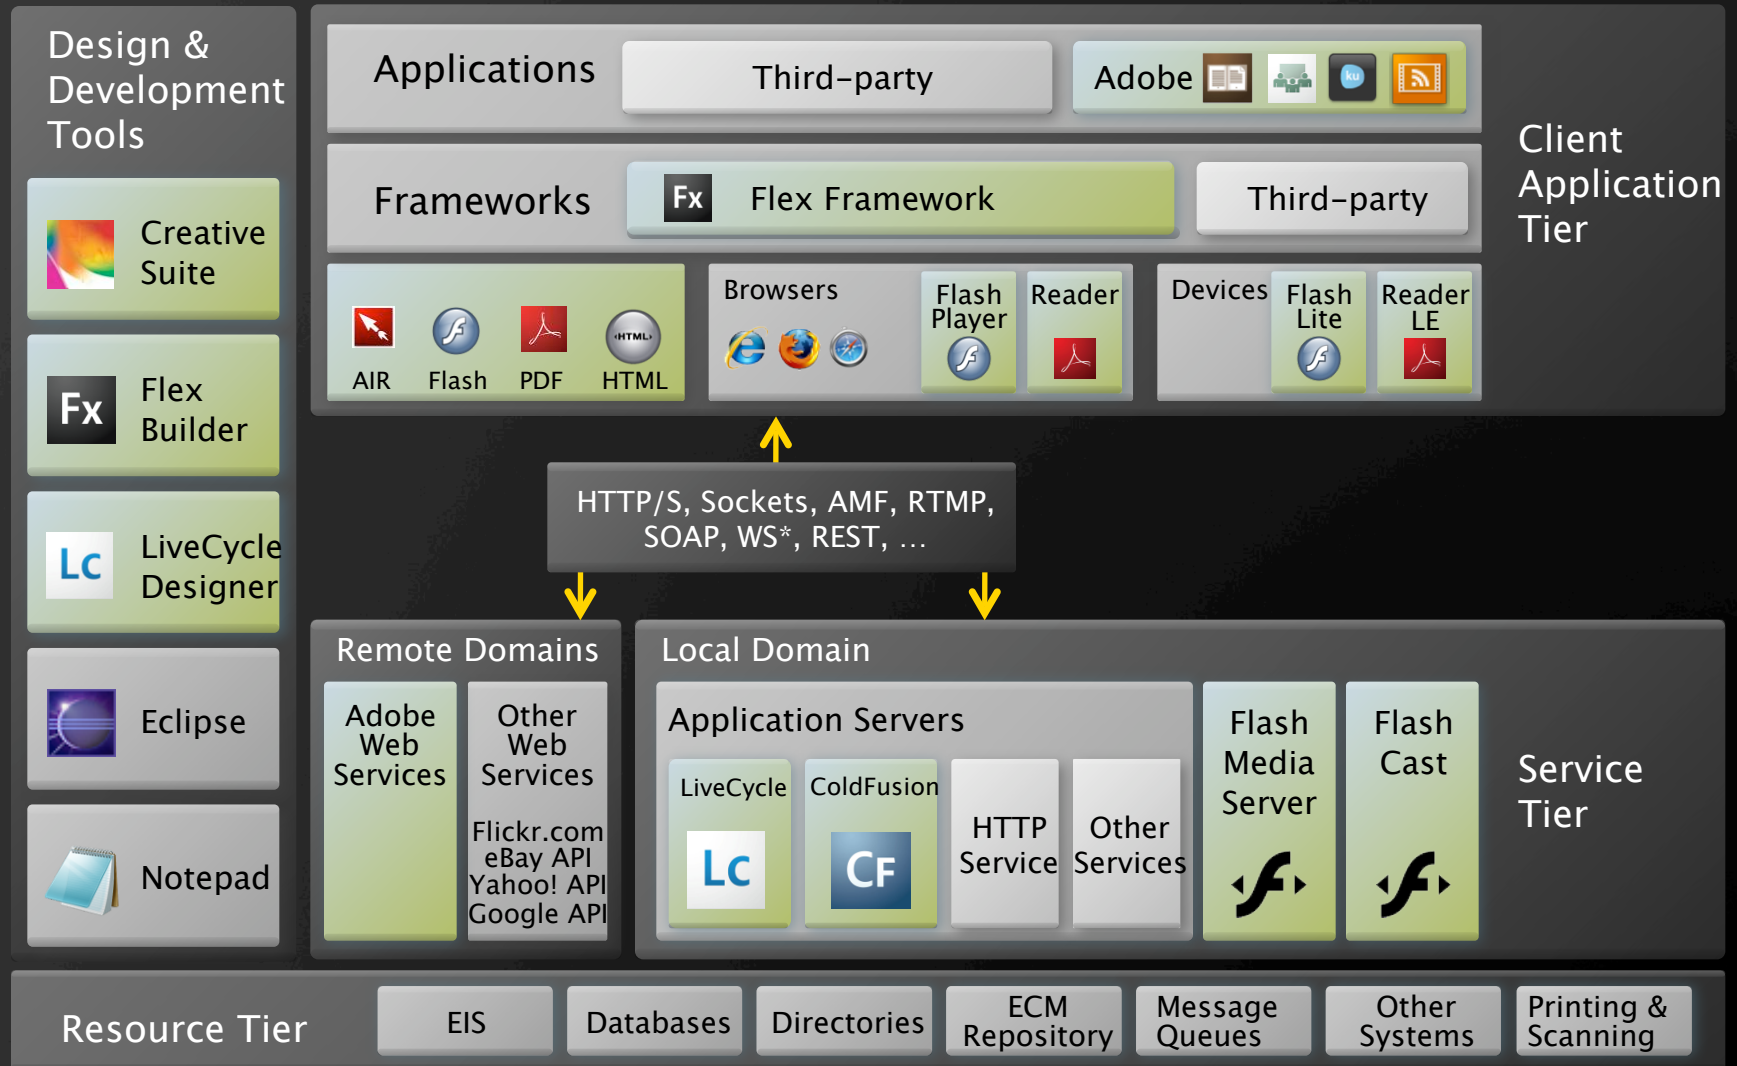 Design &
Development
Tools
Creative
Suite
Fx
Flex
Builder
Lc
LiveCycle
Designer
Eclipse
Notepad
Applications
Third-party
Adobe
ku
Frameworks
Fx
Flex Framework
Third-party
Client
Application
Tier
AIR
Flash
PDF
<HTML>
HTML
Browsers
Flash
Player
Reader
Devices
Flash
Lite
Reader
LE
HTTP/S, Sockets, AMF, RTMP,
SOAP, WS*, REST, …
Remote Domains
Adobe
Web
Services
Other
Web
Services
Flickr.com
eBay API
Yahoo! API
Google API
Local Domain
Application Servers
LiveCycle
Lc
ColdFusion
CF
HTTP
Service
Other
Services
Flash
Media
Server
Flash
Cast
Service
Tier
Resource Tier
EIS
Databases
Directories
ECM
Repository
Message
Queues
Other
Systems
Printing &
Scanning